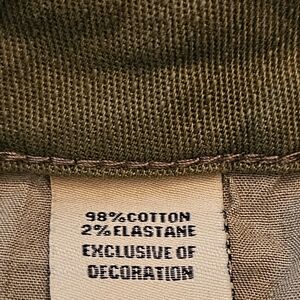 98%COTTON
2%ELASTANE
EXCLUSIVE OF
DECORATION